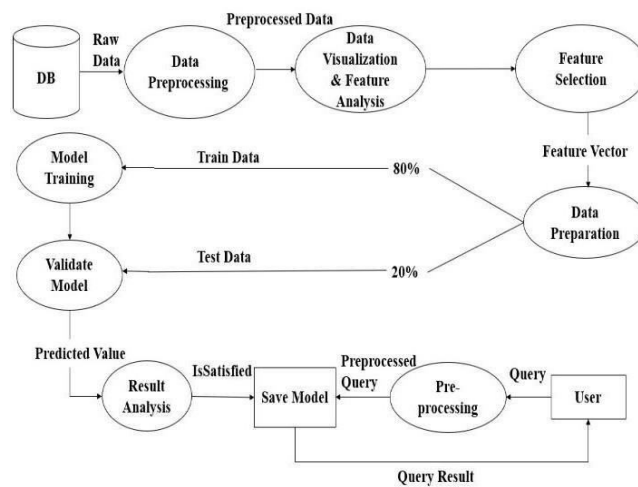 Preprocessed Data
Raw
Data
DB
Data
Preprocessing
Data
Visualization
& Feature
Analysis
Feature
Selection
Feature Vector
Model
Training
Train Data
80%
Data
Preparation
Validate
Model
Test Data
20%
Predicted Value
Result
Analysis
IsSatisfied
Save Model
Preprocessed
Query
Pre-
processing
Query
User
Query Result